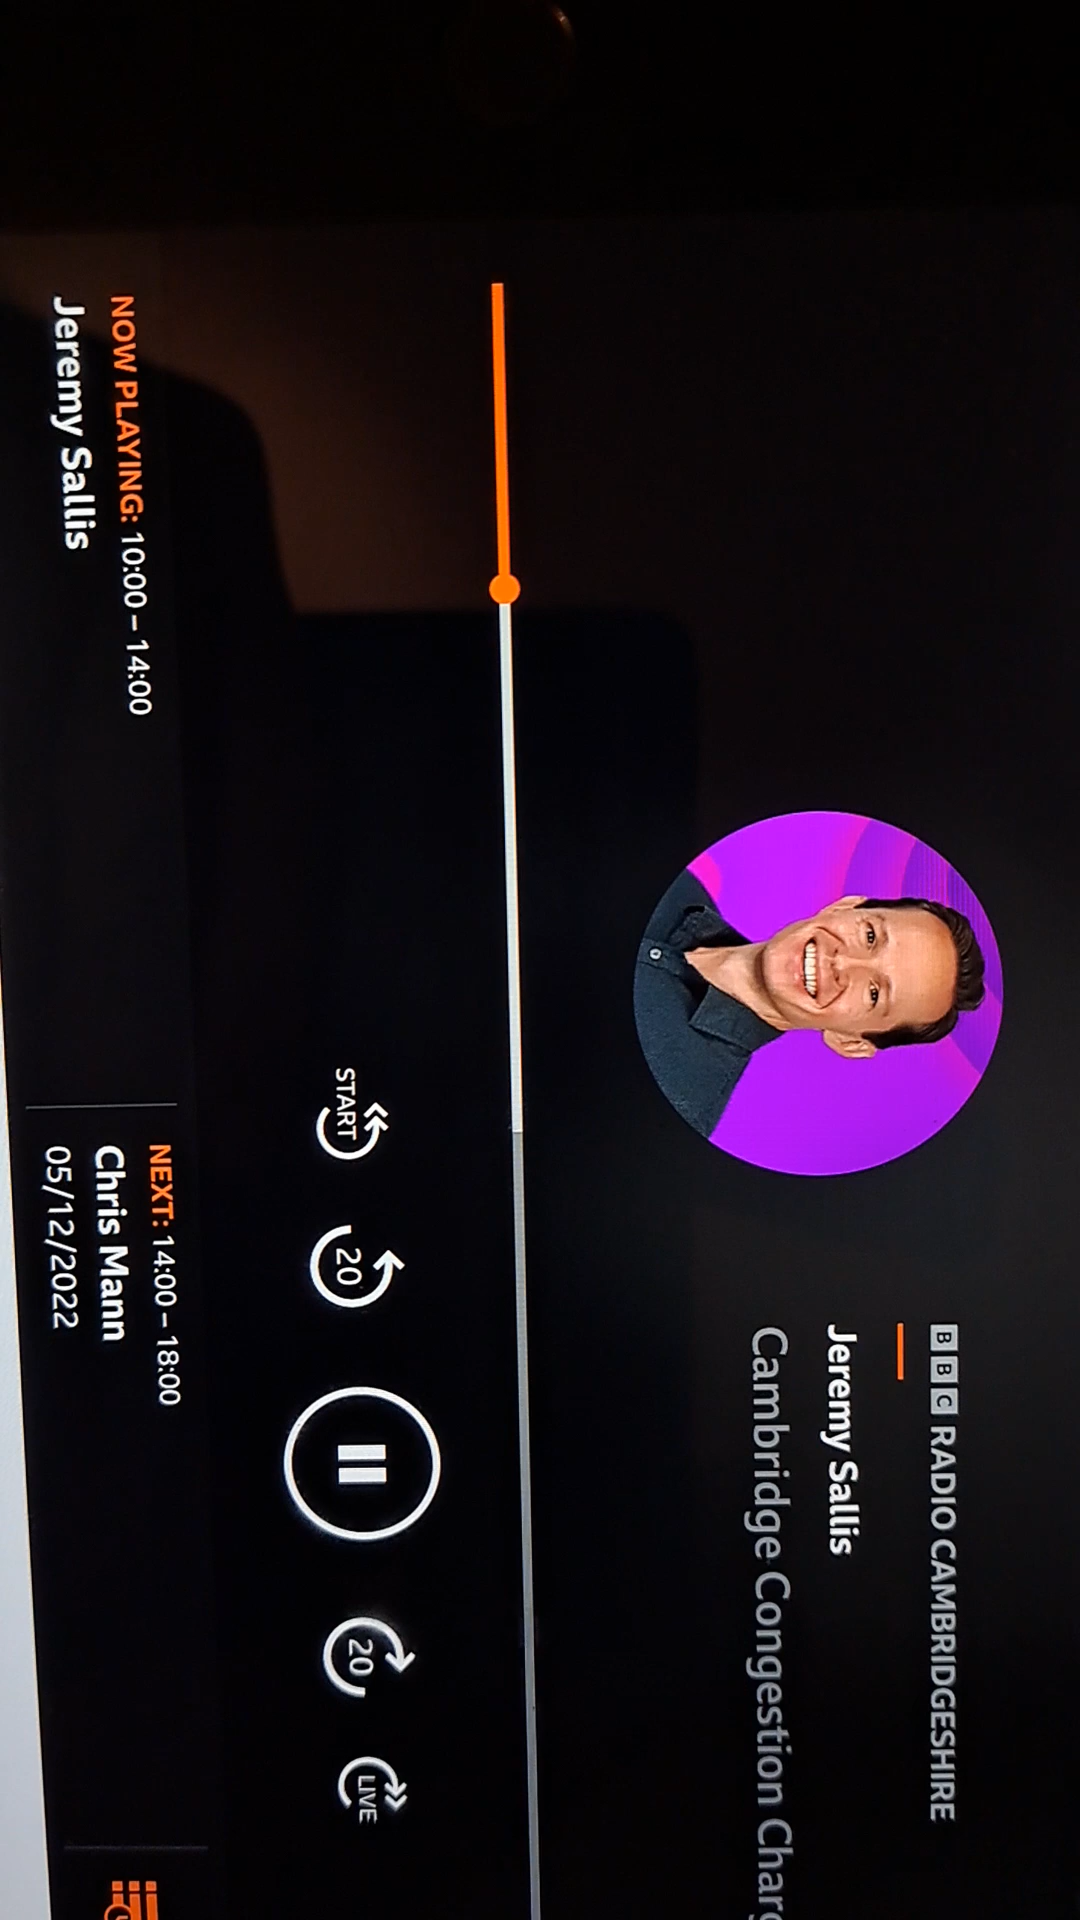 BBC RADIO CAMBRIDGESHIRE
Jeremy Sallis
Cambridge Congestion Charg
START
20
20
LIVE
NOW PLAYING: 10:00 – 14:00
Jeremy Sallis
NEXT: 14:00 – 18:00
Chris Mann
05/12/2022